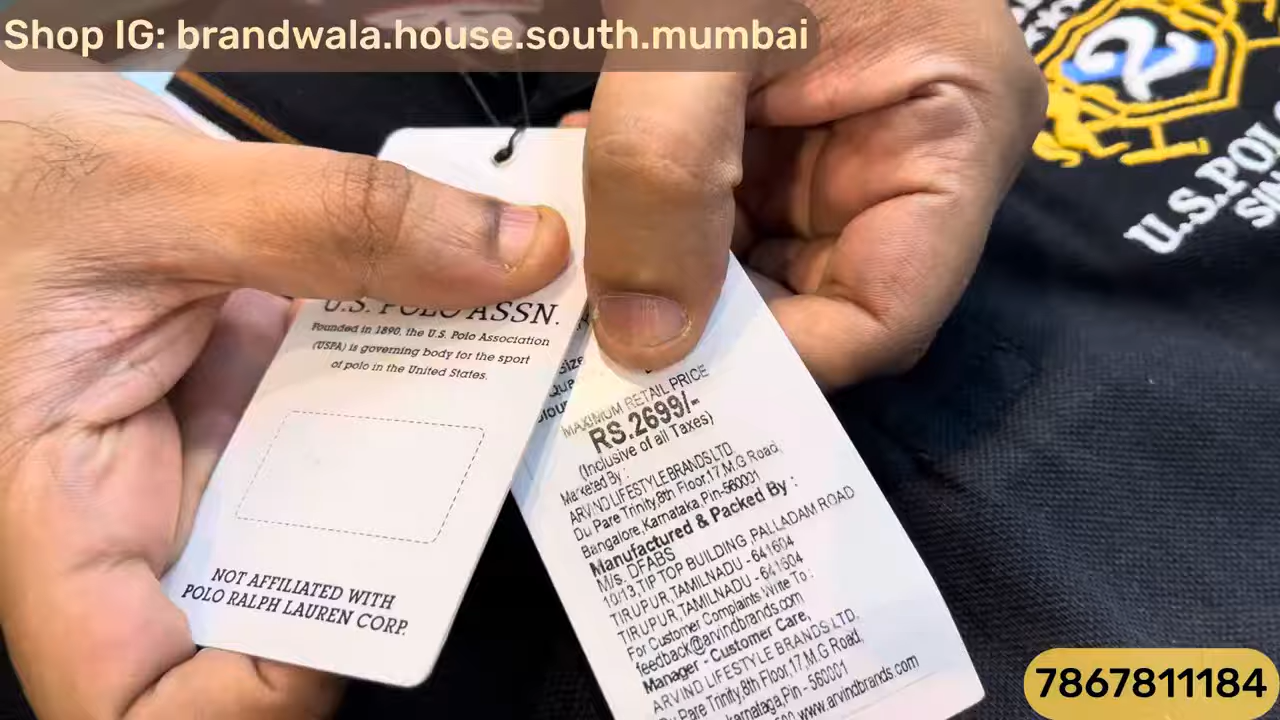 Shop IG: brandwala.house.south.mumbai
2
U.S.POL
U.S. POLO ASSN.
Founded in 1890, the U.S. Polo Association
(USPA) is governing body for the sport
of polo in the United States.
NOT AFFILIATED WITH
POLO RALPH LAUREN CORP.
Size
Qua
MAXIMUM RETAIL PRICE
RS.2699/-
(Inclusive of all Taxes)
Marketed By :
ARVIND LIFESTYLE BRANDS LTD
Du Pare Trinity,8th Floor,17,M.G Road,
Bangalore,Karnataka,Pin-560001
Manufactured & Packed By :
M/s. DFABS
10/13,TIP TOP BUILDING ,PALLADAM ROAD
TIRUPUR,TAMILNADU - 641604
TIRUPUR,TAMILNADU - 641604
For Customer Complaints Write To :
feedback@arvindbrands.com
Manager - Customer Care,
ARVIND LIFESTYLE BRANDS LTD.
Du Pare Trinity,8th Floor,17,M.G Road,
Pin - 560001
www.arvindbrands.com
7867811184